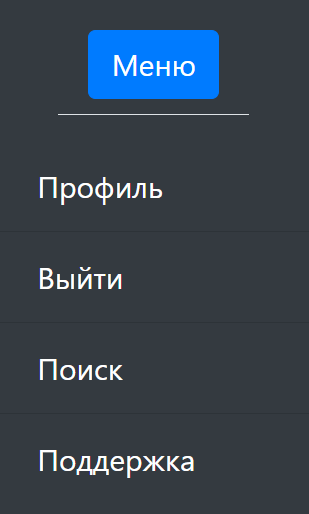 Меню
Профиль
Выйти
Поиск
Поддержка